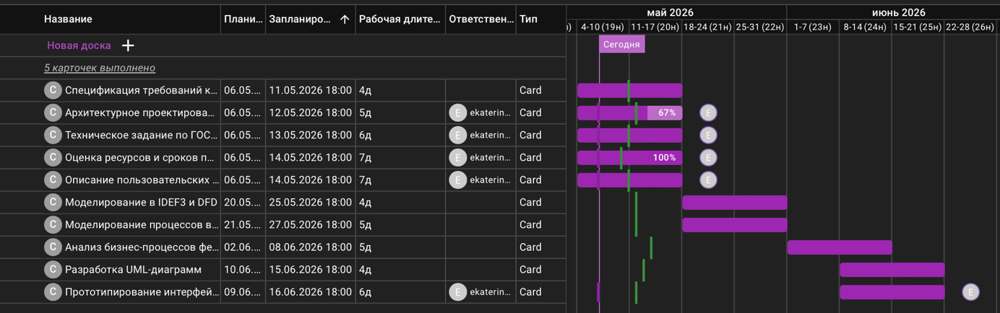 Название Плани... Запланиро... Рабочая длите... Ответствен... Тип
май 2026 июнь 2026
) 4-10 (19н) 11-17 (20н) 18-24 (21н) 25-31 (22н) 1-7 (23н) 8-14 (24н) 15-21 (25н) 22-28 (26н)
Новая доска + Сегодня
5 карточек выполнено
С Спецификация требований к... 06.05.... 11.05.2026 18:00 4д Card
С Архитектурное проектирова... 06.05.... 12.05.2026 18:00 5д E ekaterin... Card 67% E
С Техническое задание по ГОС... 06.05.... 13.05.2026 18:00 6д E ekaterin... Card E
С Оценка ресурсов и сроков п... 06.05.... 14.05.2026 18:00 7д E ekaterin... Card 100% E
С Описание пользовательских ... 06.05.... 14.05.2026 18:00 7д E ekaterin... Card E
С Моделирование в IDEF3 и DFD 20.05.... 25.05.2026 18:00 4д Card
С Моделирование процессов в... 21.05.... 27.05.2026 18:00 5д Card
С Анализ бизнес-процессов фе... 02.06.... 08.06.2026 18:00 5д Card
С Разработка UML-диаграмм 10.06.... 15.06.2026 18:00 4д Card
С Прототипирование интерфей... 09.06.... 16.06.2026 18:00 6д E ekaterin... Card E